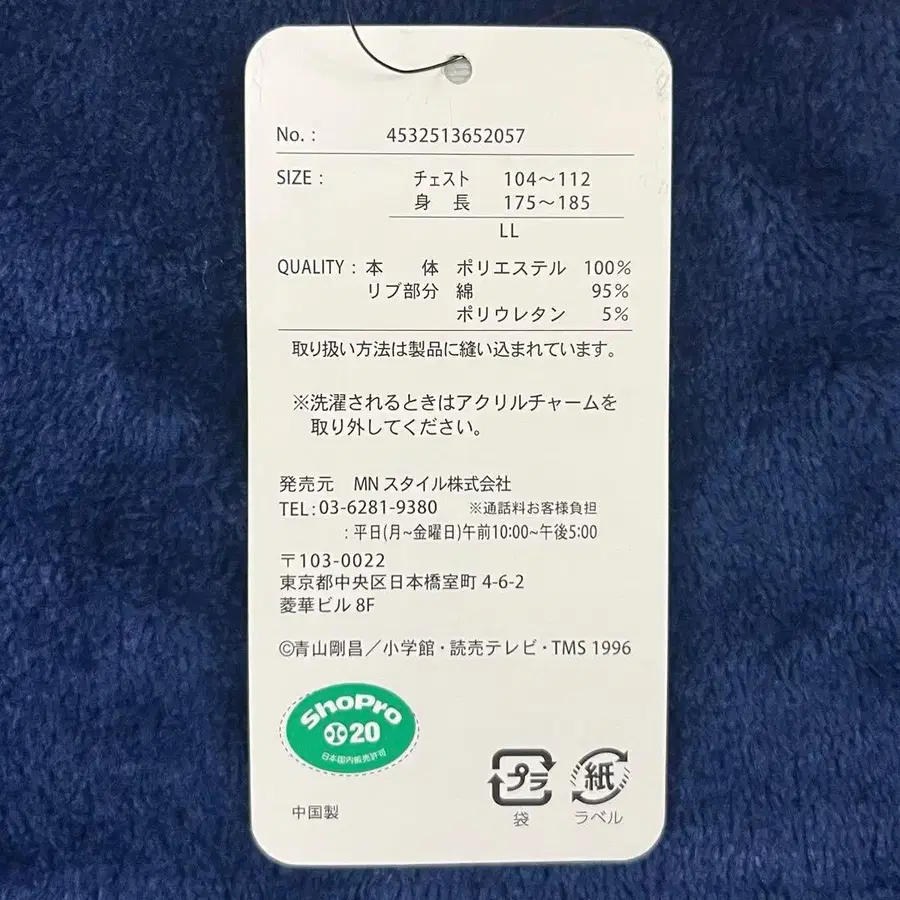 No.： 4532513652057
SIZE： チェスト 104～112
身 長 175～185
LL
QUALITY：本 体 ポリエステル 100%
リブ部分 綿 95%
ポリウレタン 5%
取り扱い方法は製品に縫い込まれています。
※洗濯されるときはアクリルチャームを
取り外してください。
発売元 MNスタイル株式会社
TEL：03-6281-9380 ※通話料お客様負担
：平日(月~金曜日)午前10:00~午後5:00
〒103-0022
東京都中央区日本橋室町 4-6-2
菱華ビル 8F
©青山剛昌／小学館・読売テレビ・TMS 1996
ShoPro
20
日本国内販売許可
プラ 紙
袋 ラベル
中国製